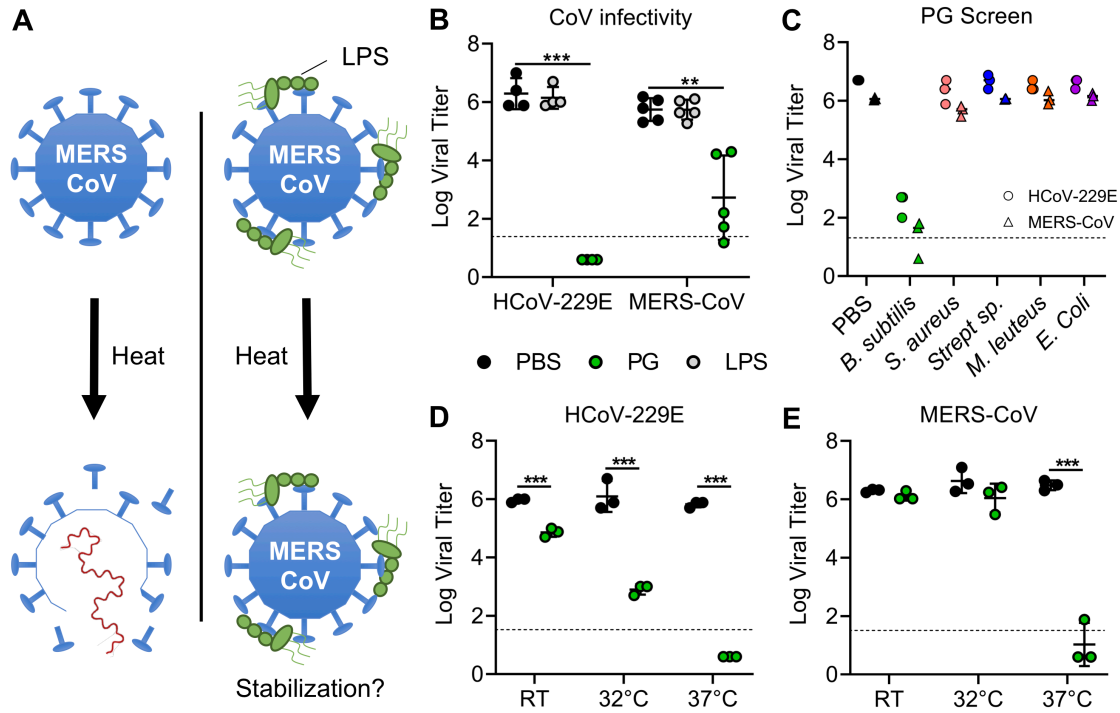 A
LPS
MERS
CoV
MERS
CoV
Heat
Heat
MERS
CoV
Stabilization?
B
CoV infectivity
Log Viral Titer
8
6
4
2
0
***
**
HCoV-229E
MERS-CoV
PBS
PG
LPS
C
PG Screen
Log Viral Titer
8
6
4
2
0
HCoV-229E
MERS-CoV
PBS
B. subtilis
S. aureus
Strept sp.
M. leuteus
E. Coli
D
HCoV-229E
Log Viral Titer
8
6
4
2
0
***
***
***
RT
32°C
37°C
E
MERS-CoV
Log Viral Titer
8
6
4
2
0
***
RT
32°C
37°C